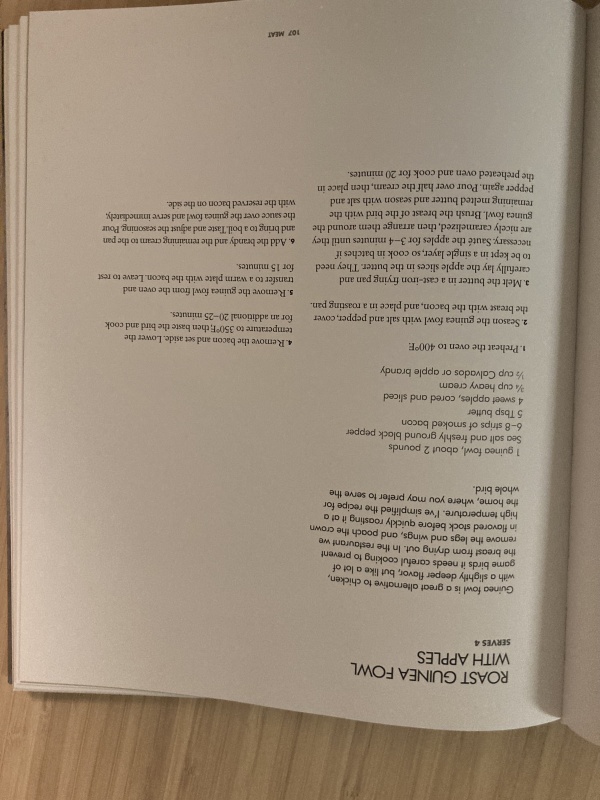 ROAST GUINEA FOWL
WITH APPLES
SERVES 4
Guinea fowl is a great alternative to chicken,
with a slightly deeper flavor, but like a lot of
game birds it needs careful cooking to prevent
the breast from drying out. In the restaurant we
remove the legs and wings, and poach the crown
in flavored stock before quickly roasting it at a
high temperature. I've simplified the recipe for
the home, where you may prefer to serve the
whole bird.
1 guinea fowl, about 2 pounds
Sea salt and freshly ground black pepper
6–8 strips of smoked bacon
5 Tbsp butter
4 sweet apples, cored and sliced
¾ cup heavy cream
½ cup Calvados or apple brandy
1. Preheat the oven to 400°F.
2. Season the guinea fowl with salt and pepper, cover
the breast with the bacon, and place in a roasting pan.
3. Melt the butter in a cast-iron frying pan and
carefully lay the apple slices in the butter. They need
to be kept in a single layer, so cook in batches if
necessary. Sauté the apples for 3–4 minutes until they
are nicely caramelized, then arrange them around the
guinea fowl. Brush the breast of the bird with the
remaining melted butter and season with salt and
pepper again. Pour over half the cream, then place in
the preheated oven and cook for 20 minutes.
4. Remove the bacon and set aside. Lower the
temperature to 350°F, then baste the bird and cook
for an additional 20–25 minutes.
5. Remove the guinea fowl from the oven and
transfer to a warm plate with the bacon. Leave to rest
for 15 minutes.
6. Add the brandy and the remaining cream to the pan
and bring to a boil. Taste and adjust the seasoning. Pour
the sauce over the guinea fowl and serve immediately,
with the reserved bacon on the side.
107 MEAT